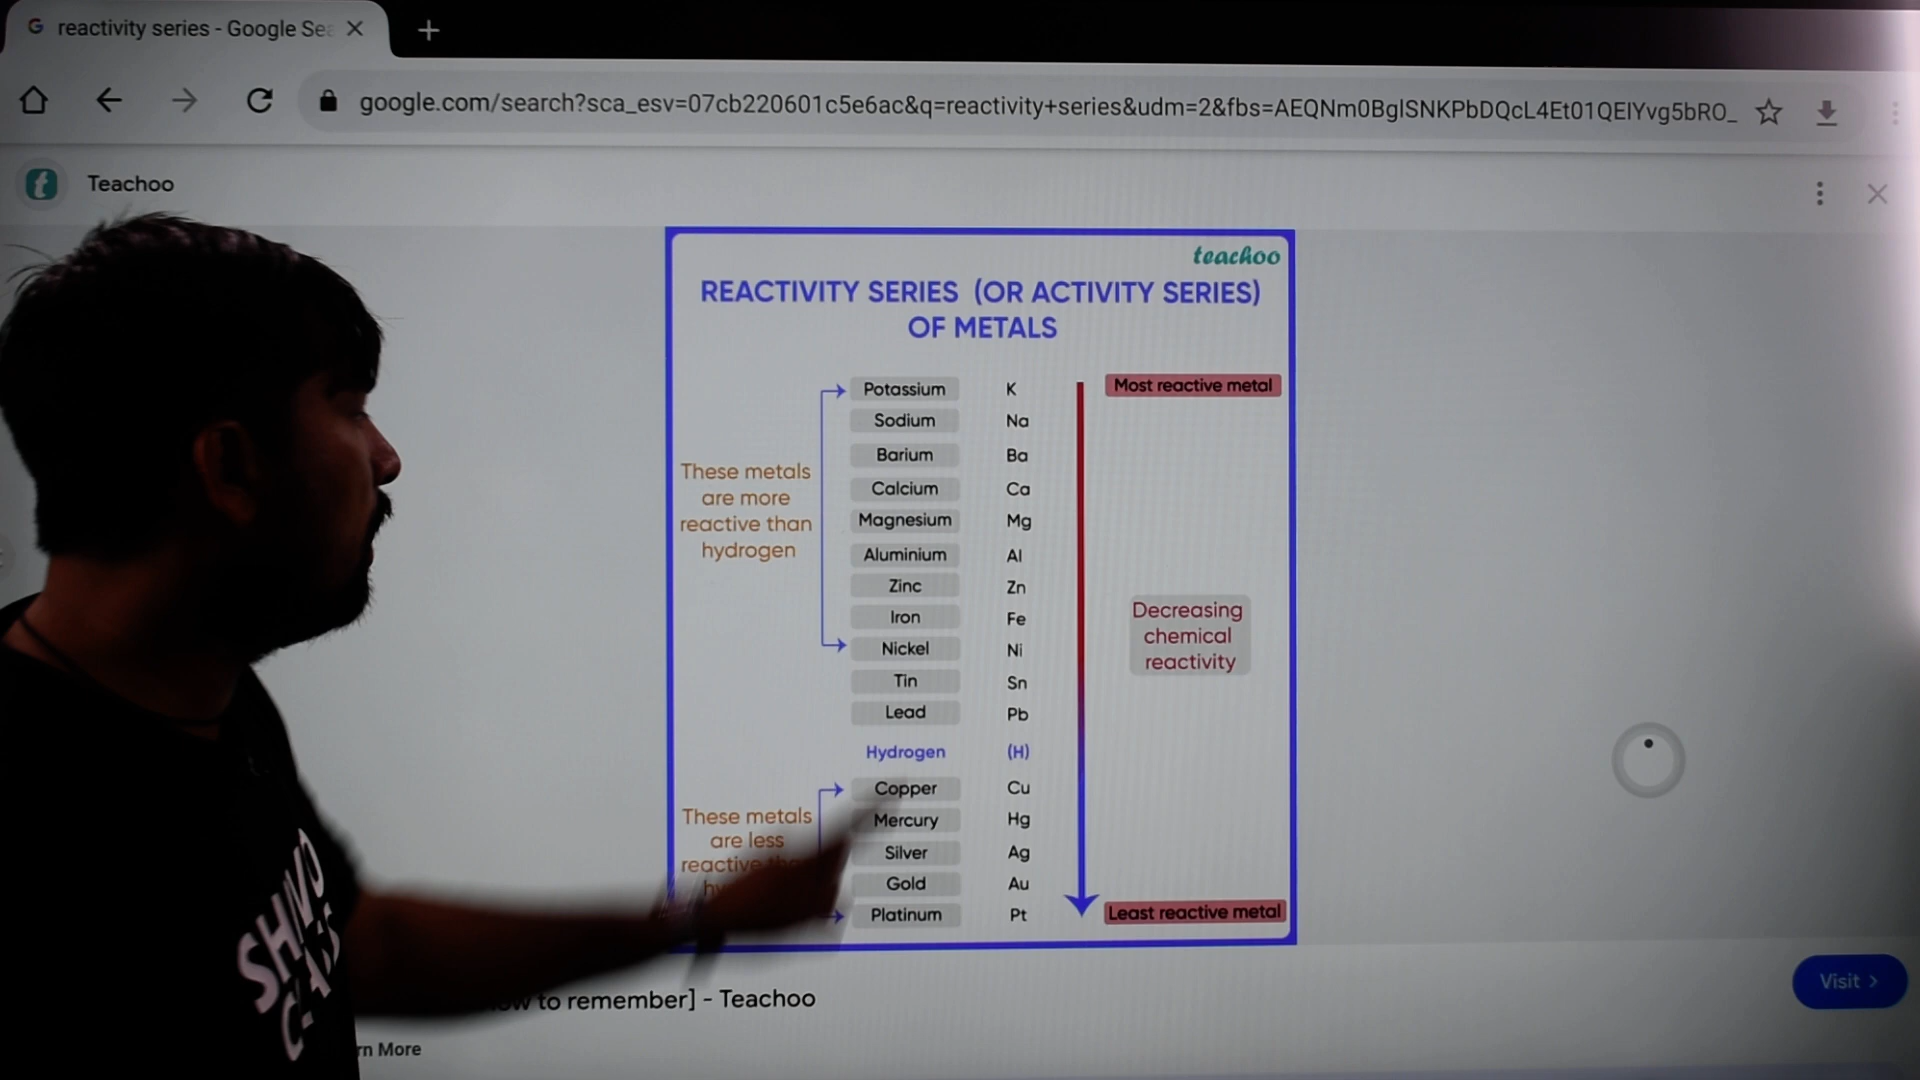 reactivity series - Google Sea
google.com/search?sca_esv=07cb220601c5e6ac&q=reactivity+series&udm=2&fbs=AEQNm0BglSNKPbDQcL4Et01QEIYvg5bRO_
Teachoo
teachoo
REACTIVITY SERIES (OR ACTIVITY SERIES)
OF METALS
Potassium K Most reactive metal
Sodium Na
Barium Ba
These metals
are more
reactive than
hydrogen
Calcium Ca
Magnesium Mg
Aluminium Al
Zinc Zn
Iron Fe
Decreasing
chemical
reactivity
Nickel Ni
Tin Sn
Lead Pb
Hydrogen (H)
Copper Cu
These metals
are less
reactive
Mercury Hg
Silver Ag
Gold Au
Platinum Pt Least reactive metal
Visit >
to remember] - Teachoo
More
SHIVO